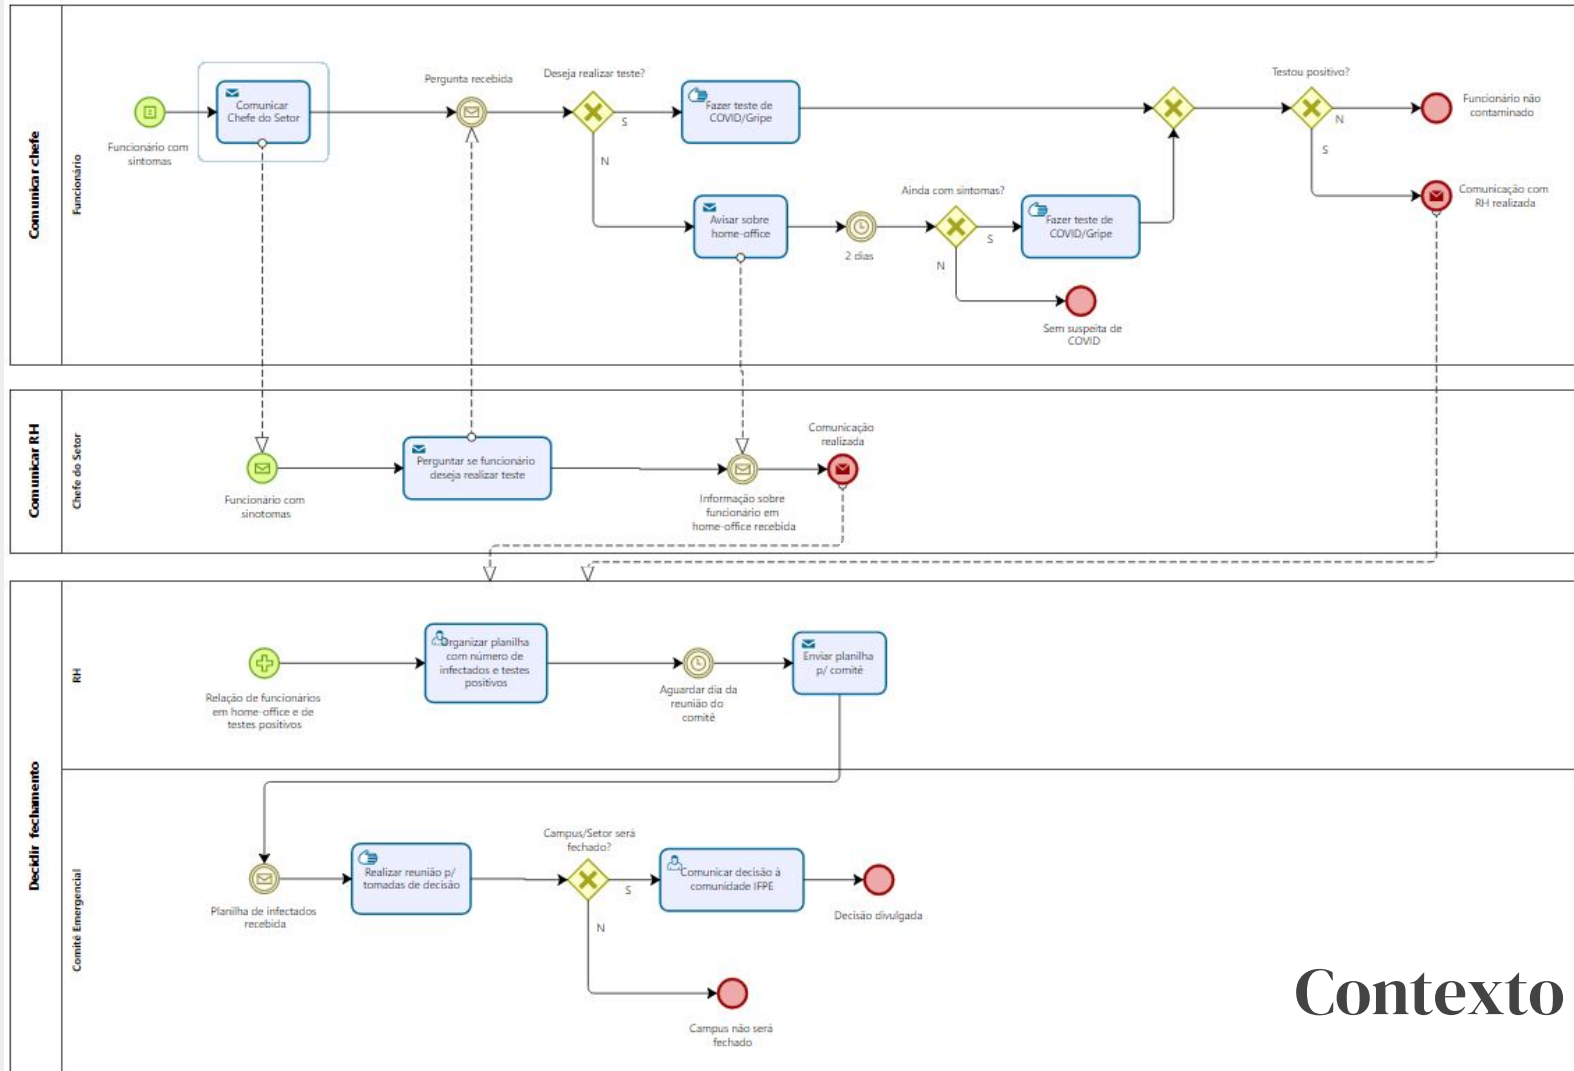 Comunicar chefe
Funcionário
Funcionário com
sintomas
Comunicar
Chefe do Setor
Pergunta recebida
Deseja realizar teste?
S
N
Fazer teste de
COVID/Gripe
Avisar sobre
home-office
2 dias
Ainda com sintomas?
S
N
Fazer teste de
COVID/Gripe
Sem suspeita de
COVID
Testou positivo?
N
S
Funcionário não
contaminado
Comunicação com
RH realizada
Comunicar RH
Chefe do Setor
Funcionário com
sinotomas
Perguntar se funcionário
deseja realizar teste
Informação sobre
funcionário em
home-office recebida
Comunicação
realizada
Decidir fechamento
RH
Relação de funcionários
em home-office e de
testes positivos
Organizar planilha
com número de
infectados e testes
positivos
Aguardar dia da
reunião do
comitê
Enviar planilha
p/ comitê
Comitê Emergencial
Planilha de infectados
recebida
Realizar reunião p/
tomadas de decisão
Campus/Setor será
fechado?
S
N
Comunicar decisão à
comunidade IFPE
Decisão divulgada
Campus não será
fechado
Contexto